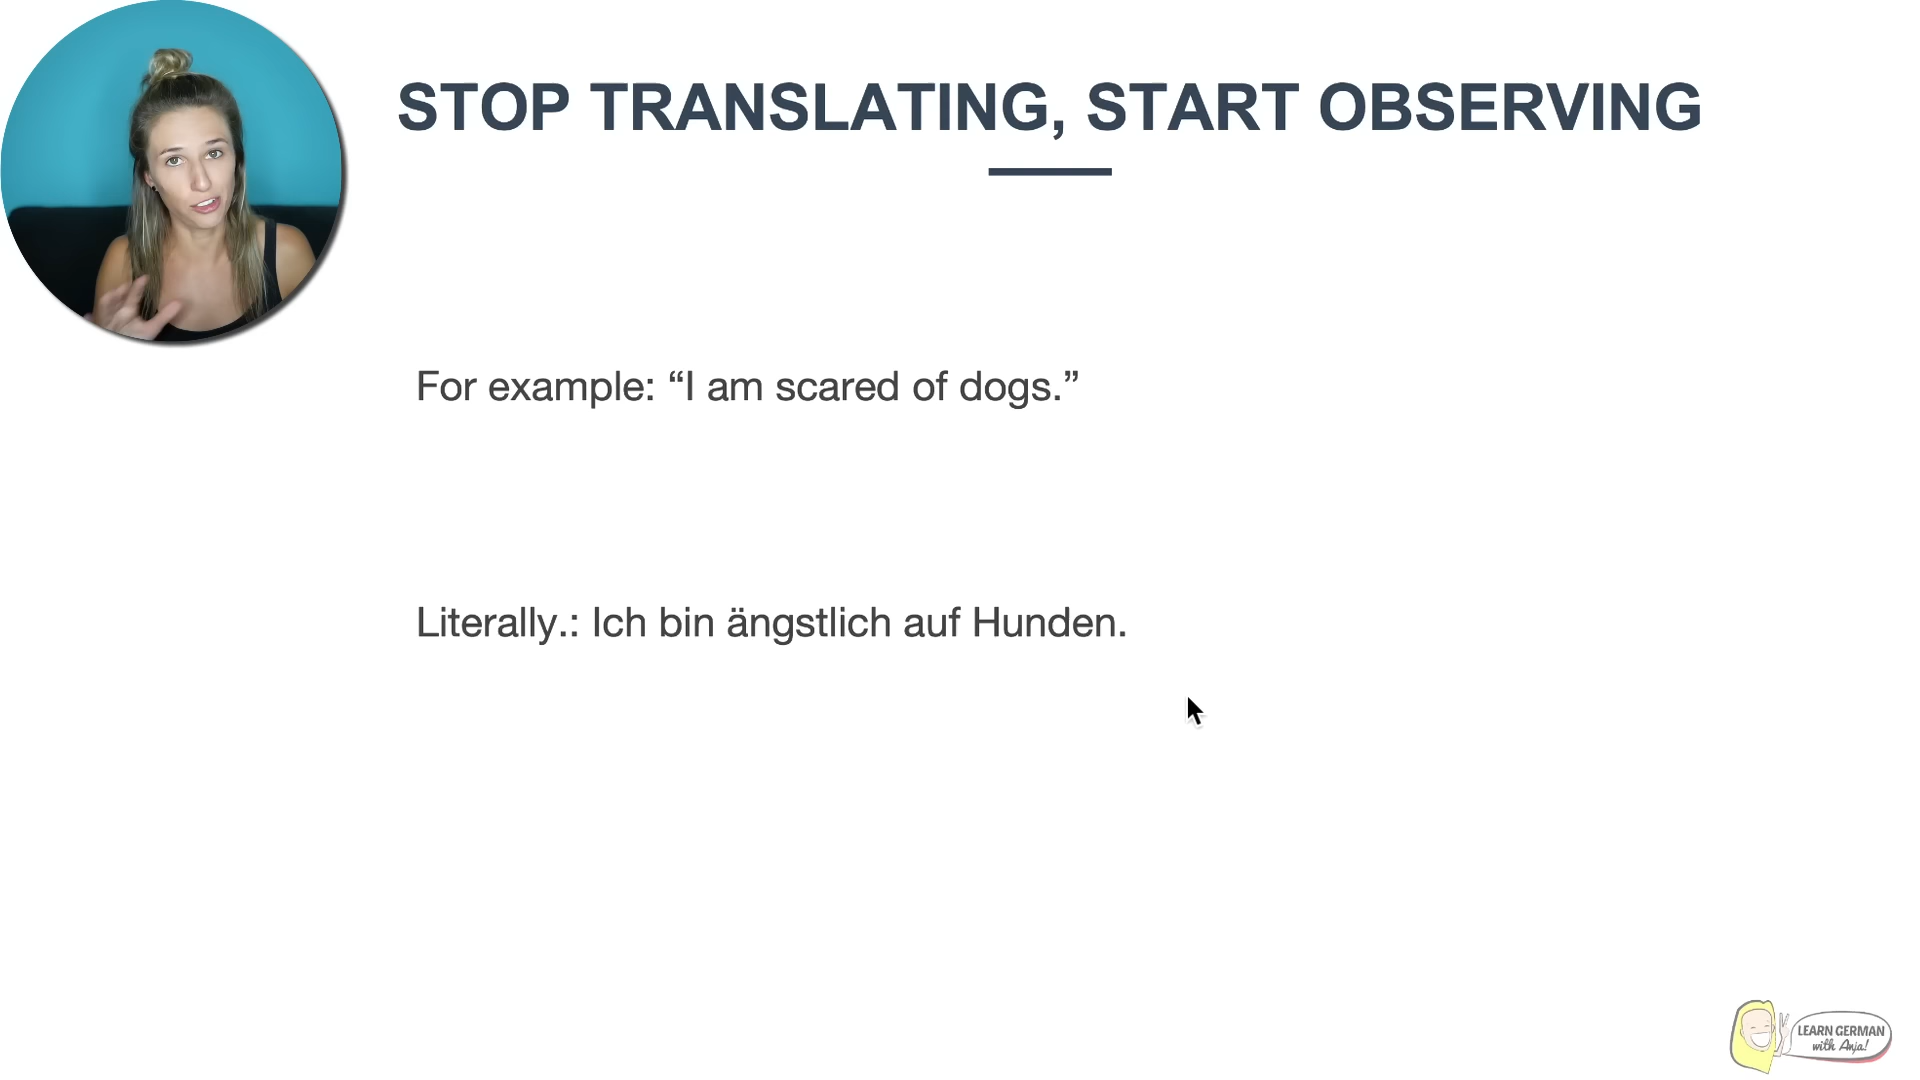 STOP TRANSLATING, START OBSERVING
For example: “I am scared of dogs.”
Literally.: Ich bin ängstlich auf Hunden.
LEARN GERMAN
with Anja!